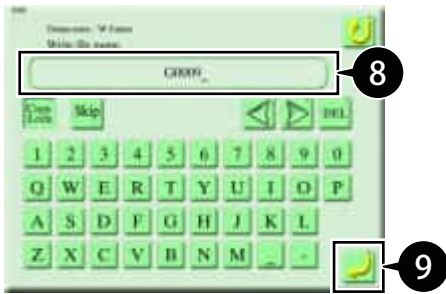 Write file name.
8
Caps Lock Skip DEL
1 2 3 4 5 6 7 8 9 0
Q W E R T Y U I O P
A S D F G H J K L
Z X C V B N M _ -
9